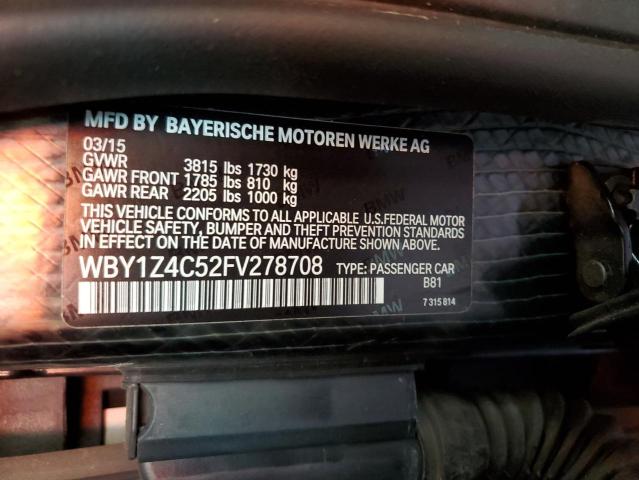 MFD BY BAYERISCHE MOTOREN WERKE AG
03/15
GVWR 3815 lbs 1730 kg
GAWR FRONT 1785 lbs 810 kg
GAWR REAR 2205 lbs 1000 kg
THIS VEHICLE CONFORMS TO ALL APPLICABLE U.S.FEDERAL MOTOR
VEHICLE SAFETY, BUMPER AND THEFT PREVENTION STANDARDS
IN EFFECT ON THE DATE OF MANUFACTURE SHOWN ABOVE.
WBY1Z4C52FV278708 TYPE: PASSENGER CAR
B81
7 315 814